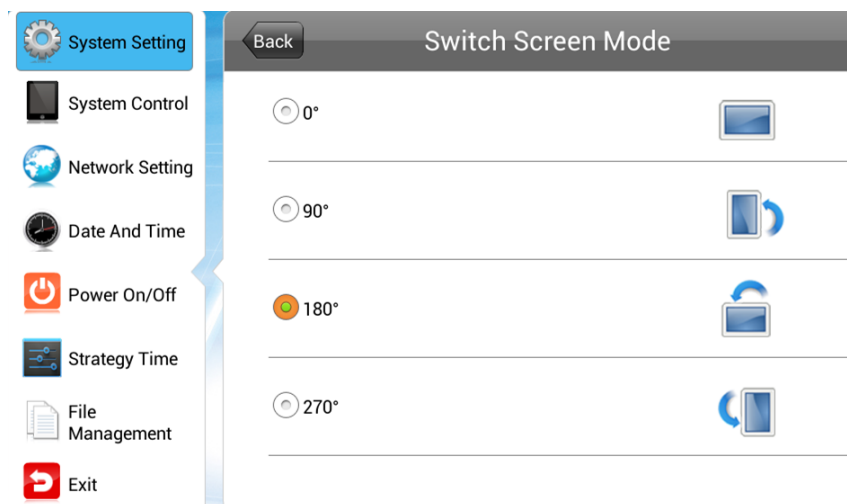 System Setting
System Control
Network Setting
Date And Time
Power On/Off
Strategy Time
File
Management
Exit
Back
Switch Screen Mode
0°
90°
180°
270°